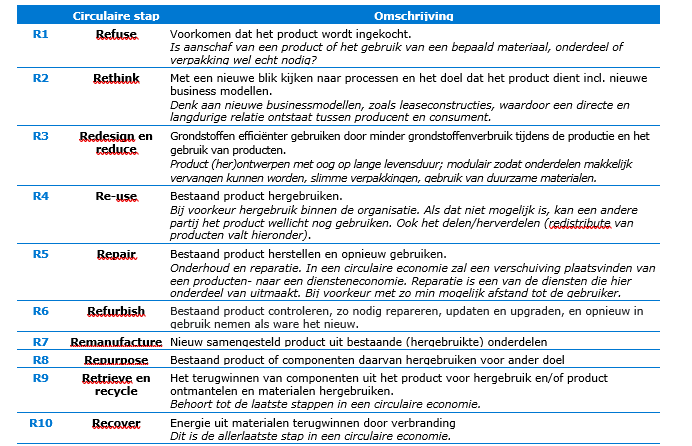 Circulaire stap Omschrijving
R1 Refuse Voorkomen dat het product wordt ingekocht.
Is aanschaf van een product of het gebruik van een bepaald materiaal, onderdeel of
verpakking wel echt nodig?
R2 Rethink Met een nieuwe blik kijken naar processen en het doel dat het product dient incl. nieuwe
business modellen.
Denk aan nieuwe businessmodellen, zoals leaseconstructies, waardoor een directe en
langdurige relatie ontstaat tussen producent en consument.
R3 Redesign en Grondstoffen efficiënter gebruiken door minder grondstoffenverbruik tijdens de productie en het
reduce gebruik van producten.
Product (her)ontwerpen met oog op lange levensduur; modulair zodat onderdelen makkelijk
vervangen kunnen worden, slimme verpakkingen, gebruik van duurzame materialen.
R4 Re-use Bestaand product hergebruiken.
Bij voorkeur hergebruik binnen de organisatie. Als dat niet mogelijk is, kan een andere
partij het product wellicht nog gebruiken. Ook het delen/herverdelen (redistribute van
producten valt hieronder).
R5 Repair Bestaand product herstellen en opnieuw gebruiken.
Onderhoud en reparatie. In een circulaire economie zal een verschuiving plaatsvinden van
een producten- naar een diensteneconomie. Reparatie is een van de diensten die hier
onderdeel van uitmaakt. Bij voorkeur met zo min mogelijk afstand tot de gebruiker.
R6 Refurbish Bestaand product controleren, zo nodig repareren, updaten en upgraden, en opnieuw in
gebruik nemen als ware het nieuw.
R7 Remanufacture Nieuw samengesteld product uit bestaande (hergebruikte) onderdelen
R8 Repurpose Bestaand product of componenten daarvan hergebruiken voor ander doel
R9 Retrieve en Het terugwinnen van componenten uit het product voor hergebruik en/of product
recycle ontmantelen en materialen hergebruiken.
Behoort tot de laatste stappen in een circulaire economie.
R10 Recover Energie uit materialen terugwinnen door verbranding
Dit is de allerlaatste stap in een circulaire economie.